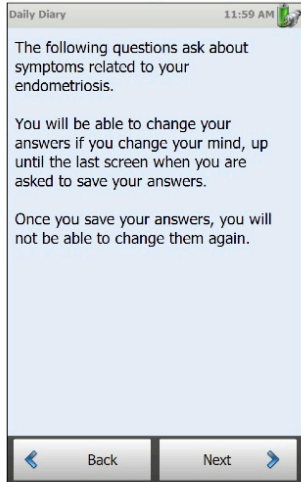 Daily Diary 11:59 AM
The following questions ask about
symptoms related to your
endometriosis.
You will be able to change your
answers if you change your mind, up
until the last screen when you are
asked to save your answers.
Once you save your answers, you will
not be able to change them again.
Back Next